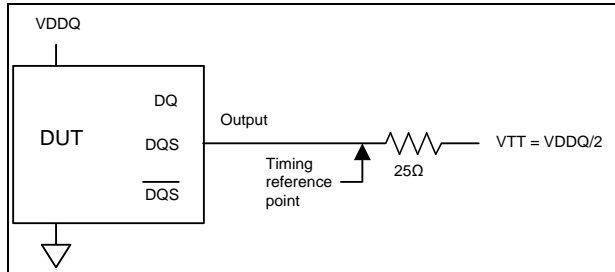 VDDQ
DUT
DQ
DQS
DQS
Output
Timing
reference
point
25Ω
VTT = VDDQ/2